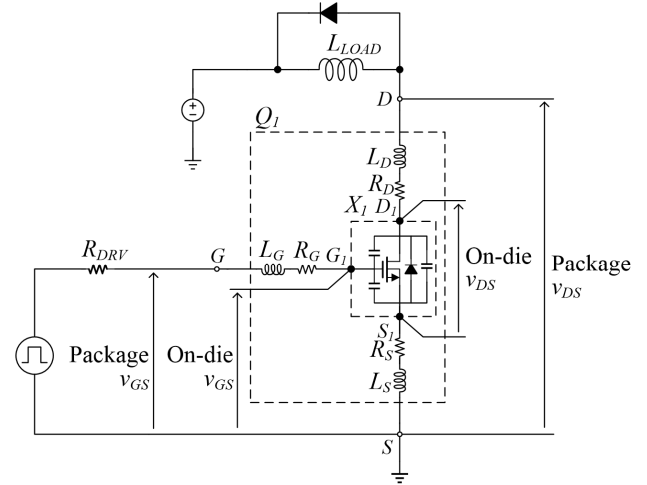 L_LOAD
D
Q_1
L_D
R_D
X_1 D_1
R_DRV
G
L_G R_G G_1
On-die
v_DS
Package
v_DS
Package
v_GS
On-die
v_GS
S_1
R_S
L_S
S